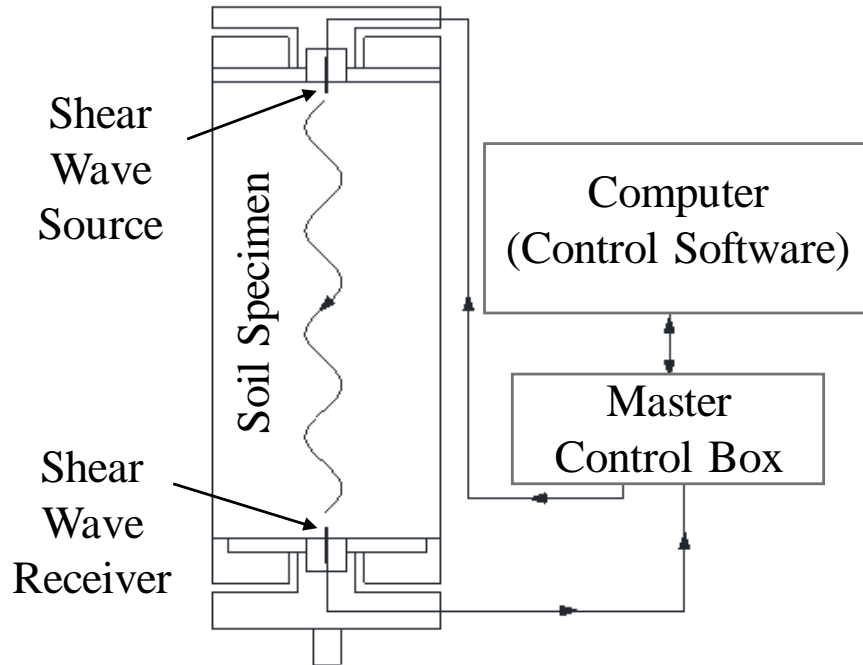 Shear
Wave
Source
Soil Specimen
Shear
Wave
Receiver
Computer
(Control Software)
Master
Control Box